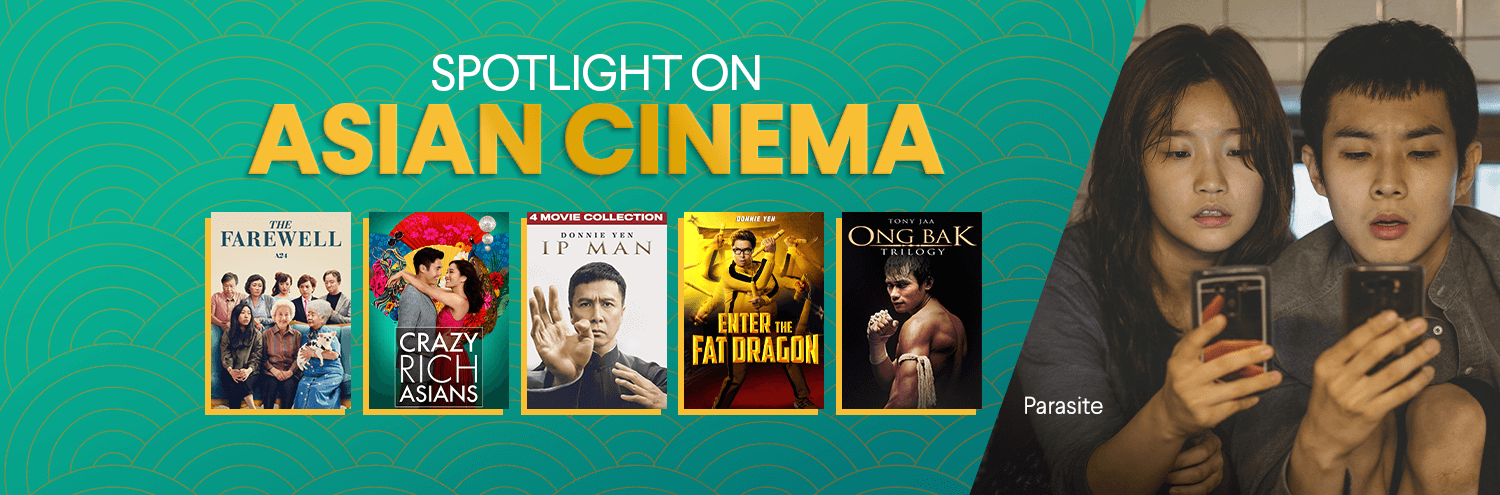 SPOTLIGHT ON
ASIAN CINEMA
THE
FAREWELL
A24
CRAZY
RICH
ASIANS
4 MOVIE COLLECTION
DONNIE YEN
IP MAN
DONNIE YEN
ENTER THE
FAT DRAGON
TONY JAA
ONG BAK
TRILOGY
Parasite